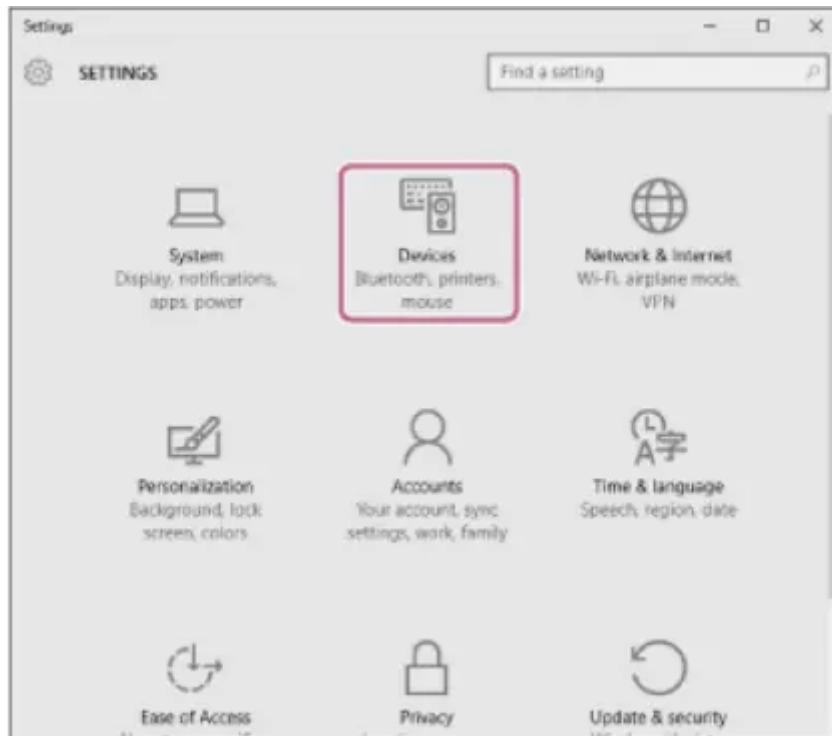 Settings
SETTINGS
Find a setting
System
Display, notifications,
apps, power
Devices
Bluetooth, printers,
mouse
Network & Internet
Wi-Fi, airplane mode,
VPN
Personalization
Background, lock
screen, colors
Accounts
Your account, sync
settings, work, family
Time & language
Speech, region, date
Ease of Access
Privacy
Update & security